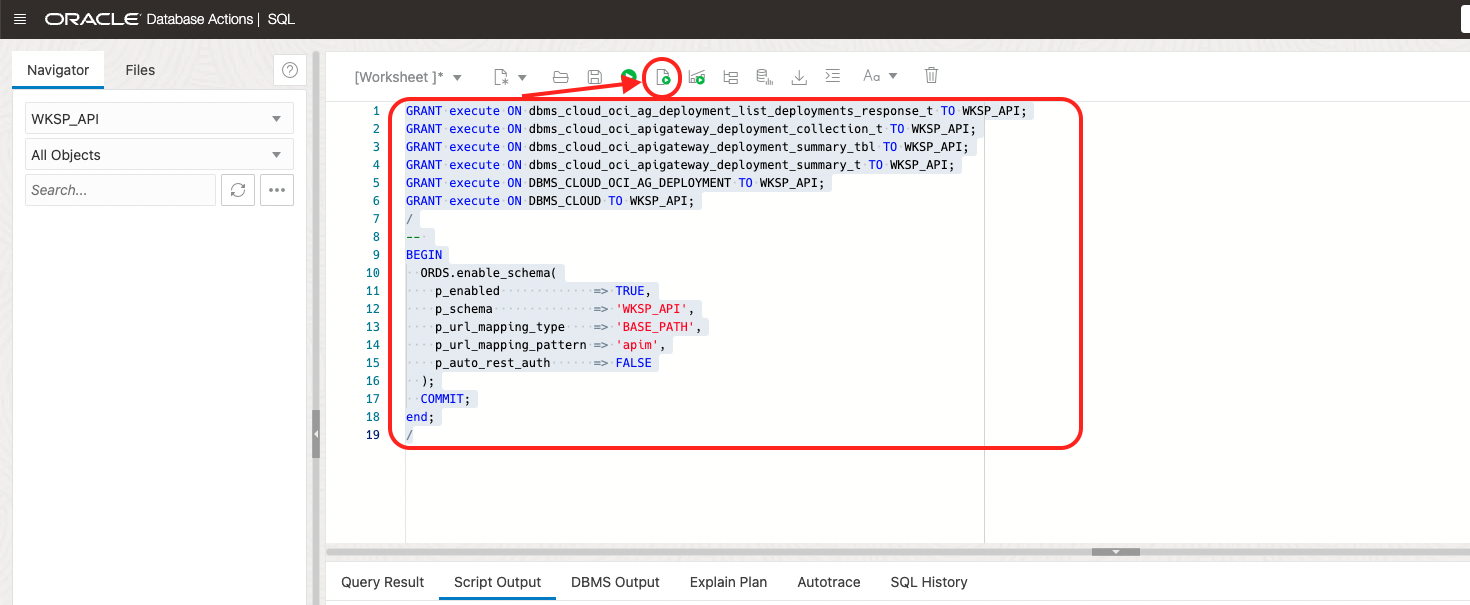 ORACLE Database Actions | SQL
Navigator
Files
WKSP_API
All Objects
Search...
[Worksheet ]*
Aa
1 GRANT execute ON dbms_cloud_oci_ag_deployment_list_deployments_response_t TO WKSP_API;
2 GRANT execute ON dbms_cloud_oci_apigateway_deployment_collection_t TO WKSP_API;
3 GRANT execute ON dbms_cloud_oci_apigateway_deployment_summary_tbl TO WKSP_API;
4 GRANT execute ON dbms_cloud_oci_apigateway_deployment_summary_t TO WKSP_API;
5 GRANT execute ON DBMS_CLOUD_OCI_AG_DEPLOYMENT TO WKSP_API;
6 GRANT execute ON DBMS_CLOUD TO WKSP_API;
7 /
8 --
9 BEGIN
10 ORDS.enable_schema(
11 p_enabled => TRUE,
12 p_schema => 'WKSP_API',
13 p_url_mapping_type => 'BASE_PATH',
14 p_url_mapping_pattern => 'apim',
15 p_auto_rest_auth => FALSE
16 );
17 COMMIT;
18 end;
19 /
Query Result
Script Output
DBMS Output
Explain Plan
Autotrace
SQL History